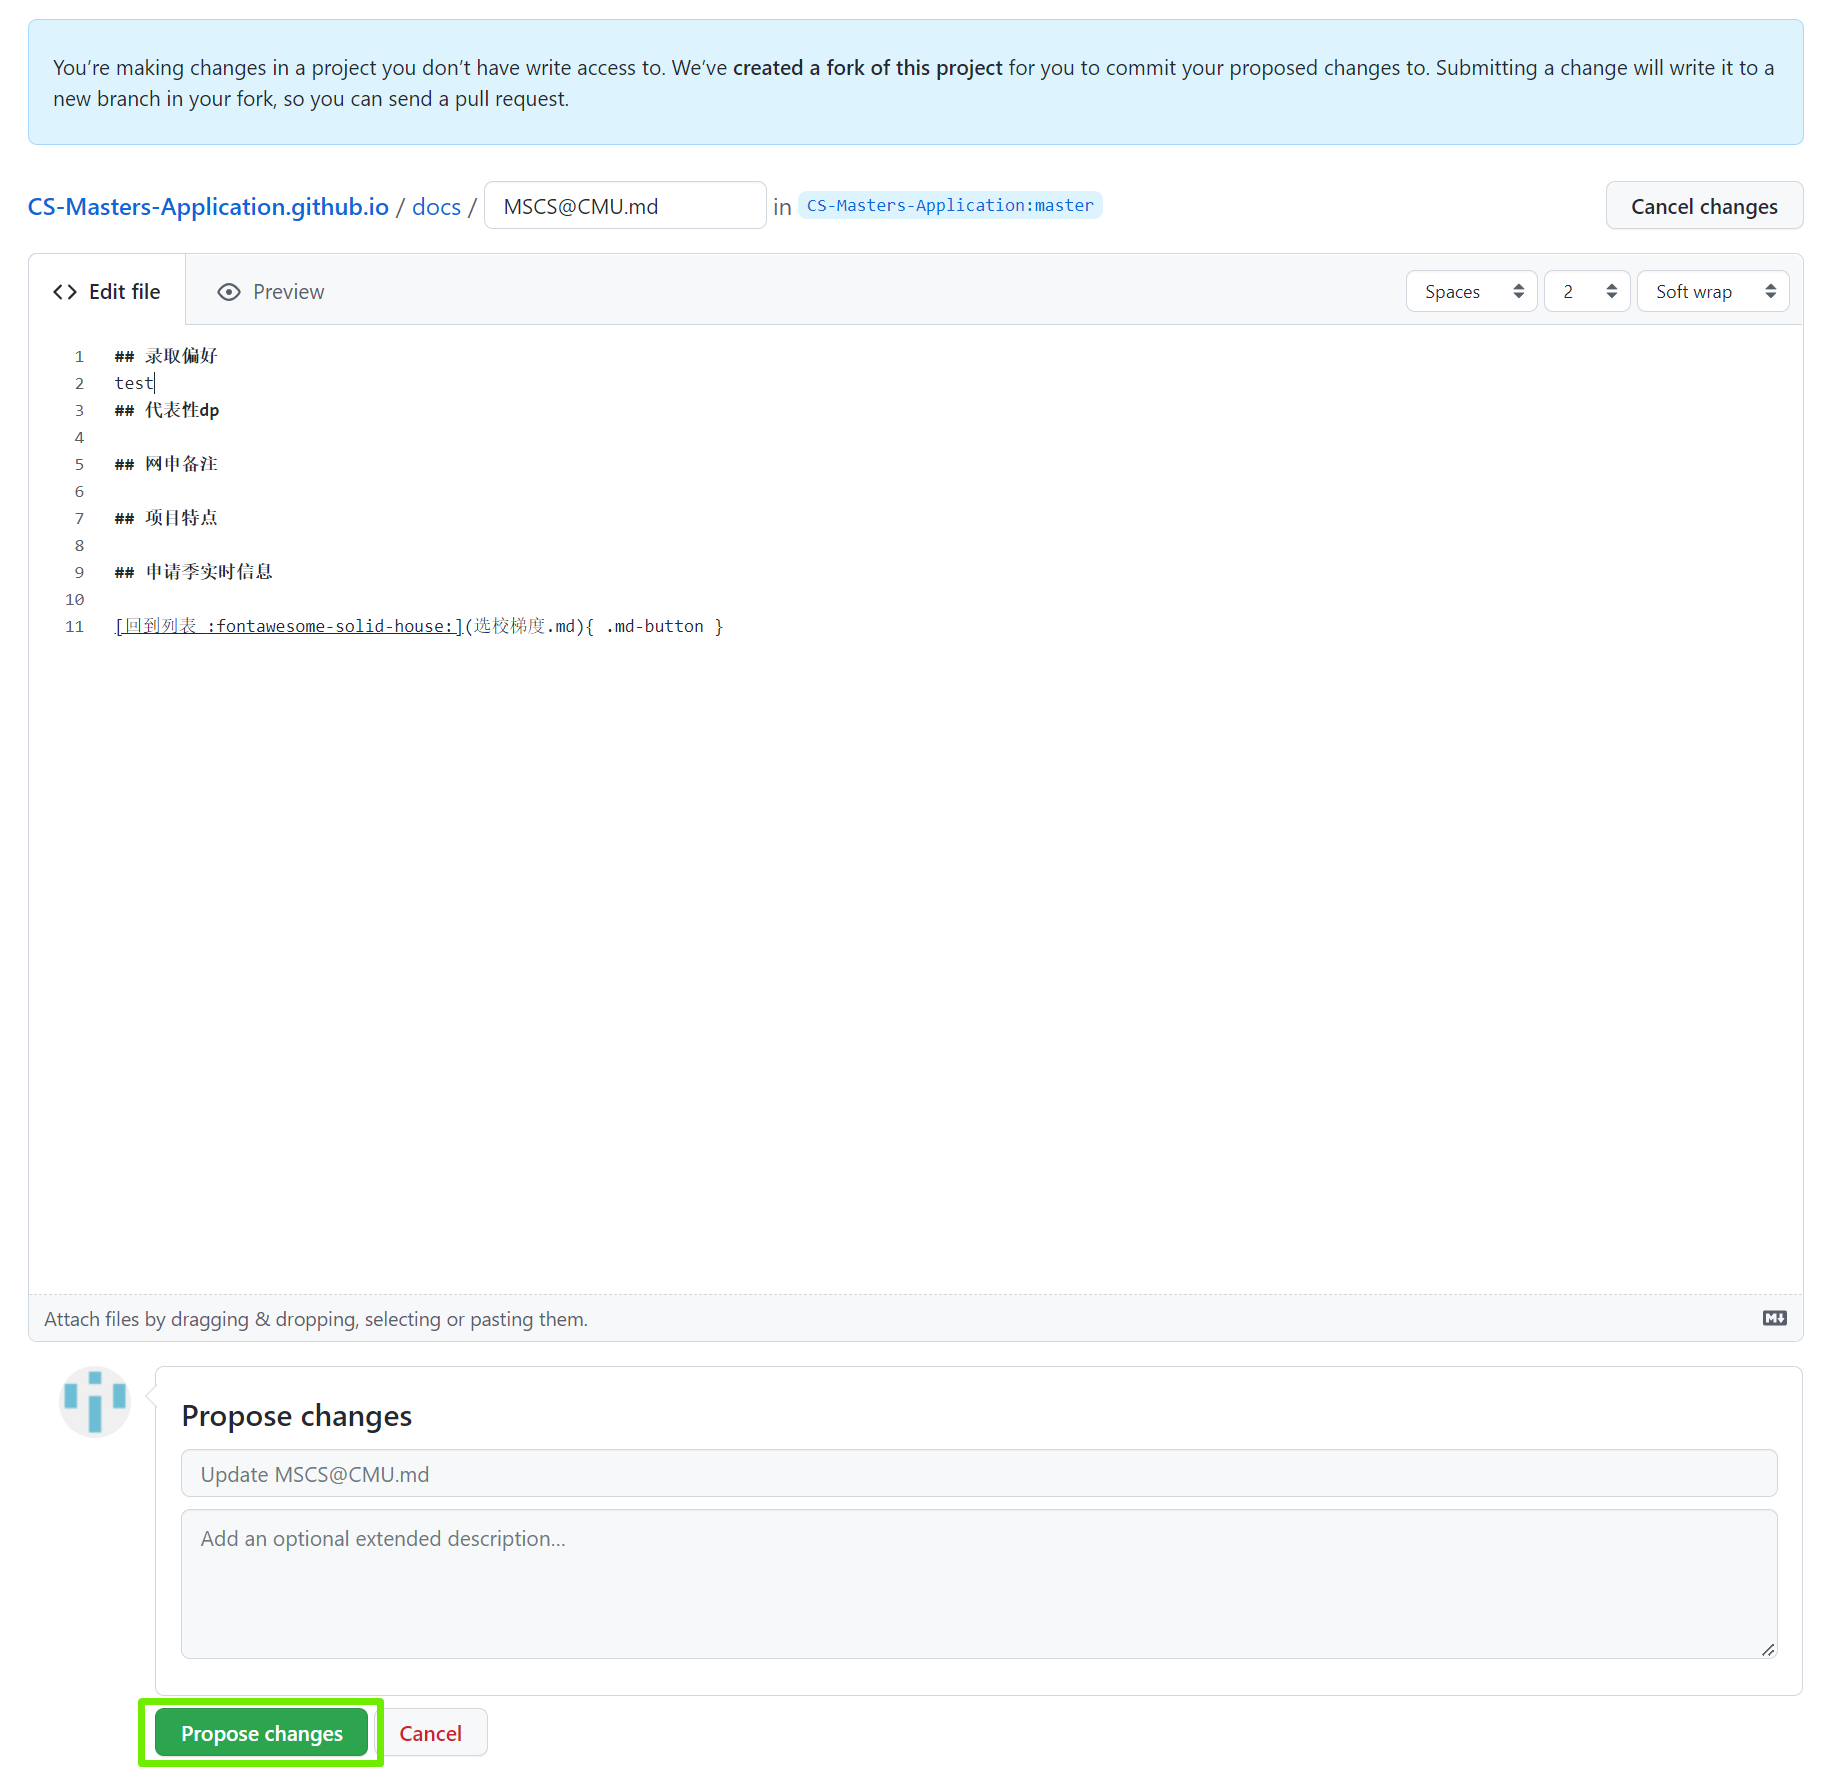 You're making changes in a project you don't have write access to. We've created a fork of this project for you to commit your proposed changes to. Submitting a change will write it to a
new branch in your fork, so you can send a pull request.
CS-Masters-Application.github.io / docs / MSCS@CMU.md in CS-Masters-Application:master Cancel changes
<> Edit file Preview Spaces 2 Soft wrap
1 ## 录取偏好
2 test
3 ## 代表性dp
4
5 ## 网申备注
6
7 ## 项目特点
8
9 ## 申请季实时信息
10
11 [回到列表 :fontawesome-solid-house:](选校梯度.md){ .md-button }
Attach files by dragging & dropping, selecting or pasting them.
Propose changes
Update MSCS@CMU.md
Add an optional extended description...
Propose changes Cancel